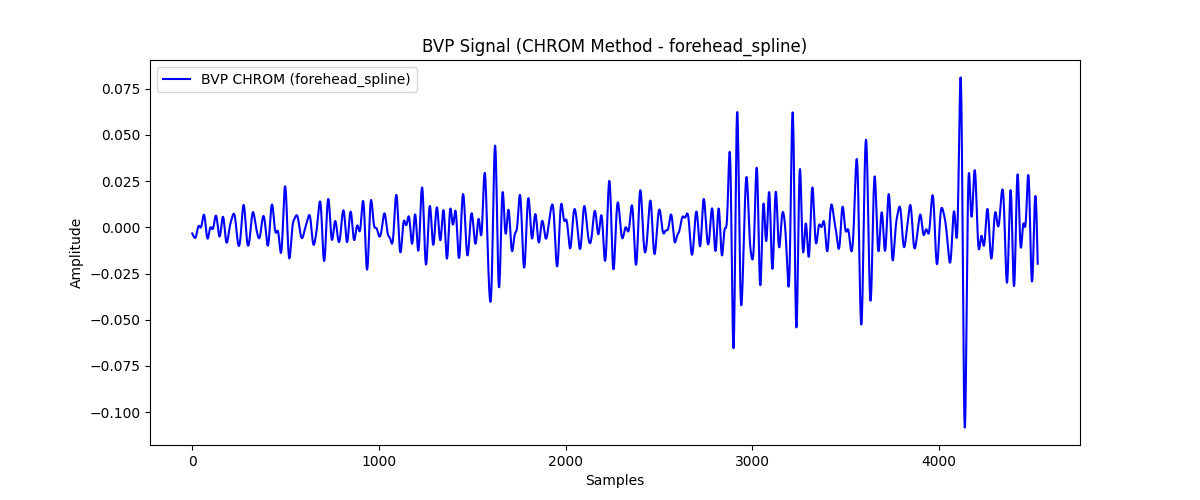 BVP Signal (CHROM Method - forehead_spline)
BVP CHROM (forehead_spline)
0.075
0.050
0.025
0.000
−0.025
−0.050
−0.075
−0.100
Amplitude
0 1000 2000 3000 4000
Samples